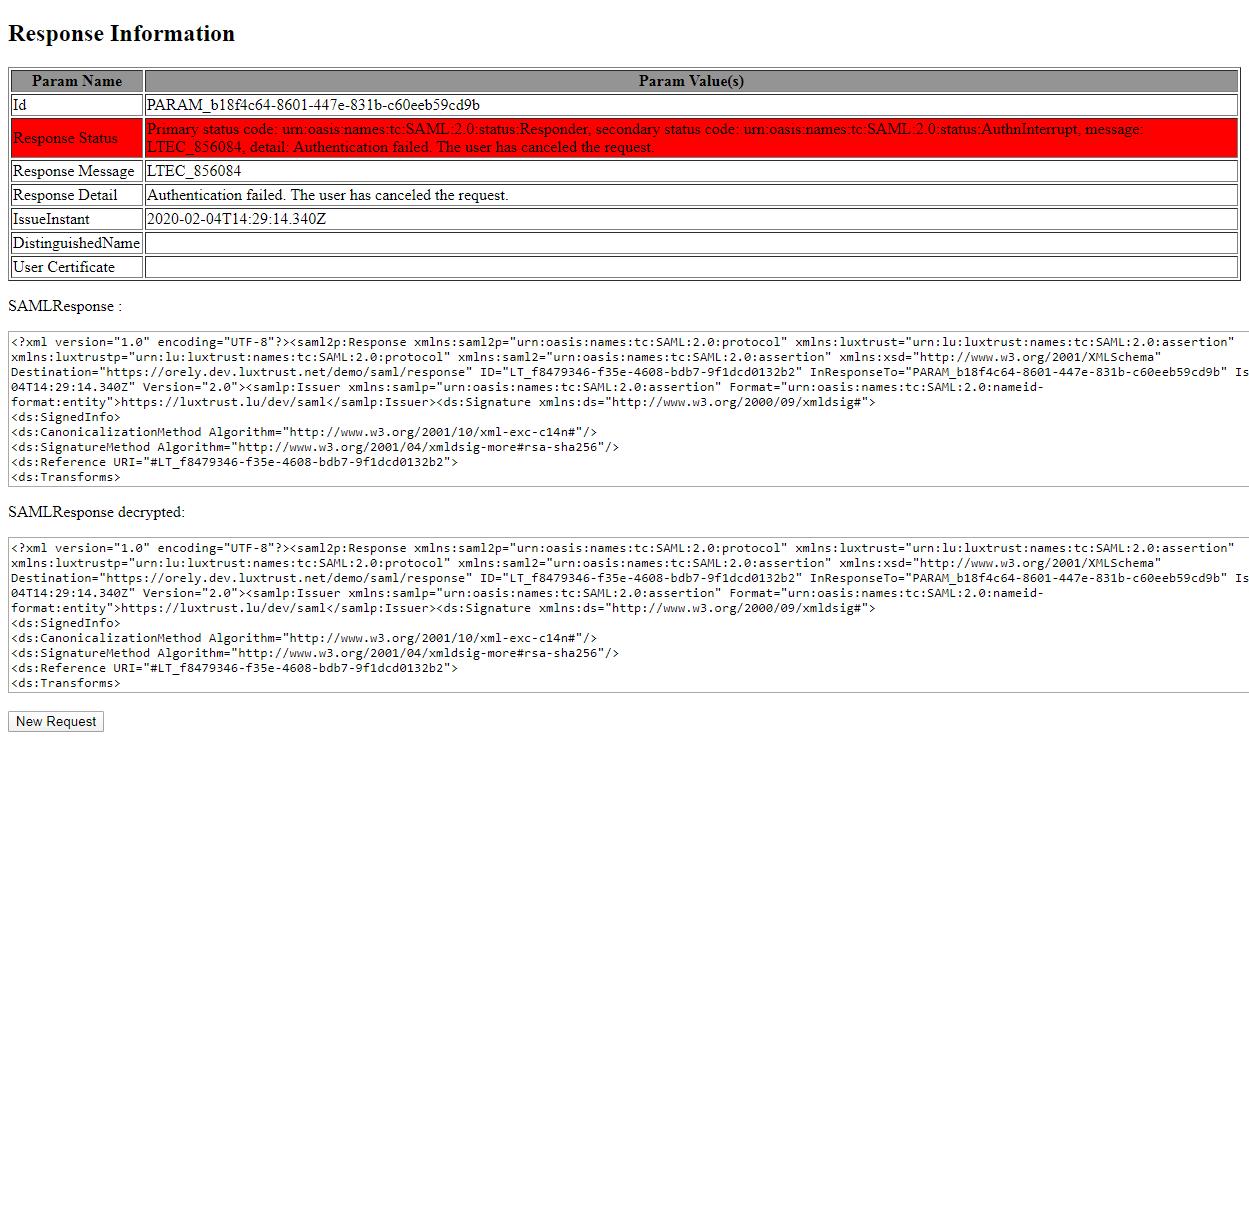 Response Information
Param Name Param Value(s)
Id PARAM_b18f4c64-8601-447e-831b-c60eeb59cd9b
Response Status Primary status code: urn:oasis:names:tc:SAML:2.0:status:Responder, secondary status code: urn:oasis:names:tc:SAML:2.0:status:AuthnInterrupt, message:
LTEC_856084, detail: Authentication failed. The user has canceled the request.
Response Message LTEC_856084
Response Detail Authentication failed. The user has canceled the request.
IssueInstant 2020-02-04T14:29:14.340Z
DistinguishedName
User Certificate
SAMLResponse :
<?xml version="1.0" encoding="UTF-8"?><saml2p:Response xmlns:saml2p="urn:oasis:names:tc:SAML:2.0:protocol" xmlns:luxtrust="urn:lu:luxtrust:names:tc:SAML:2.0:assertion"
xmlns:luxtrustp="urn:lu:luxtrust:names:tc:SAML:2.0:protocol" xmlns:saml2="urn:oasis:names:tc:SAML:2.0:assertion" xmlns:xsd="http://www.w3.org/2001/XMLSchema"
Destination="https://orely.dev.luxtrust.net/demo/saml/response" ID="LT_f8479346-f35e-4608-bdb7-9f1dcd0132b2" InResponseTo="PARAM_b18f4c64-8601-447e-831b-c60eeb59cd9b" Is
04T14:29:14.340Z" Version="2.0"><samlp:Issuer xmlns:samlp="urn:oasis:names:tc:SAML:2.0:assertion" Format="urn:oasis:names:tc:SAML:2.0:nameid-
format:entity">https://luxtrust.lu/dev/saml</samlp:Issuer><ds:Signature xmlns:ds="http://www.w3.org/2000/09/xmldsig#">
<ds:SignedInfo>
<ds:CanonicalizationMethod Algorithm="http://www.w3.org/2001/10/xml-exc-c14n#"/>
<ds:SignatureMethod Algorithm="http://www.w3.org/2001/04/xmldsig-more#rsa-sha256"/>
<ds:Reference URI="#LT_f8479346-f35e-4608-bdb7-9f1dcd0132b2">
<ds:Transforms>
SAMLResponse decrypted:
<?xml version="1.0" encoding="UTF-8"?><saml2p:Response xmlns:saml2p="urn:oasis:names:tc:SAML:2.0:protocol" xmlns:luxtrust="urn:lu:luxtrust:names:tc:SAML:2.0:assertion"
xmlns:luxtrustp="urn:lu:luxtrust:names:tc:SAML:2.0:protocol" xmlns:saml2="urn:oasis:names:tc:SAML:2.0:assertion" xmlns:xsd="http://www.w3.org/2001/XMLSchema"
Destination="https://orely.dev.luxtrust.net/demo/saml/response" ID="LT_f8479346-f35e-4608-bdb7-9f1dcd0132b2" InResponseTo="PARAM_b18f4c64-8601-447e-831b-c60eeb59cd9b" Is
04T14:29:14.340Z" Version="2.0"><samlp:Issuer xmlns:samlp="urn:oasis:names:tc:SAML:2.0:assertion" Format="urn:oasis:names:tc:SAML:2.0:nameid-
format:entity">https://luxtrust.lu/dev/saml</samlp:Issuer><ds:Signature xmlns:ds="http://www.w3.org/2000/09/xmldsig#">
<ds:SignedInfo>
<ds:CanonicalizationMethod Algorithm="http://www.w3.org/2001/10/xml-exc-c14n#"/>
<ds:SignatureMethod Algorithm="http://www.w3.org/2001/04/xmldsig-more#rsa-sha256"/>
<ds:Reference URI="#LT_f8479346-f35e-4608-bdb7-9f1dcd0132b2">
<ds:Transforms>
New Request